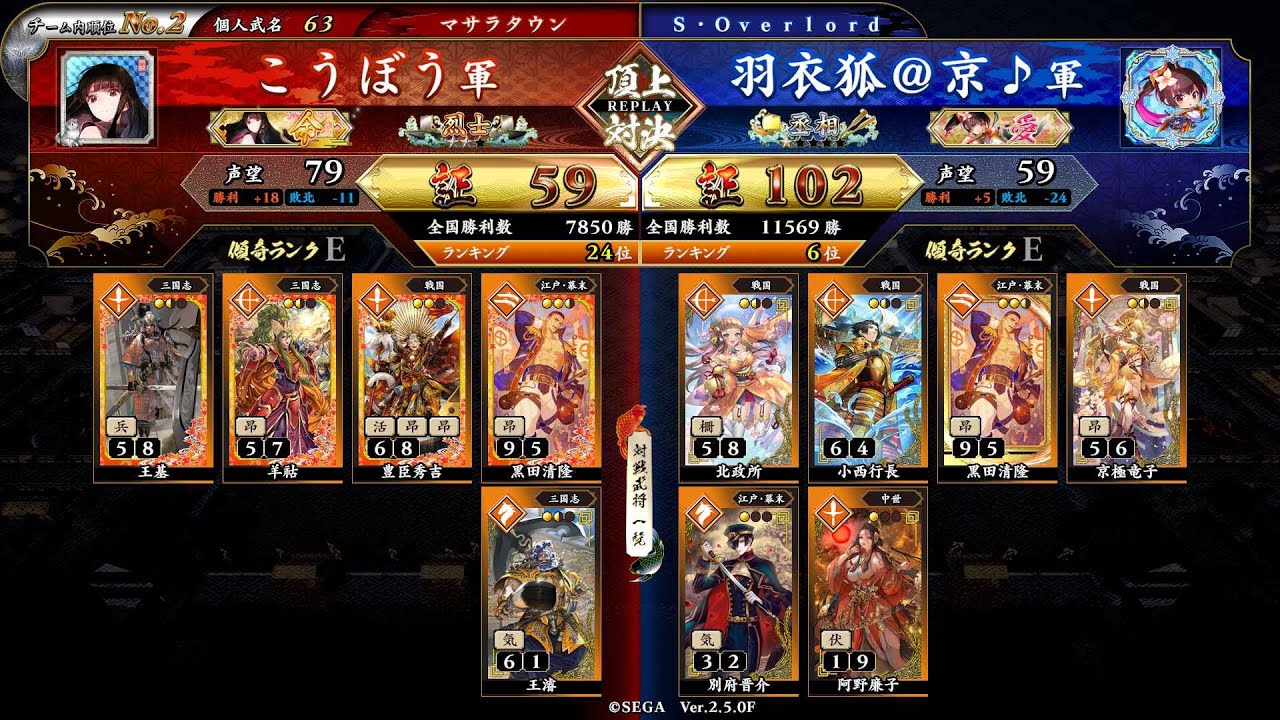 チーム内順位 No.2 個人武名 63 マサラタウン
S・Overlord
こうぼう軍
頂上
REPLAY
対決
羽衣狐@京♪軍
命 烈士
丞相 愛
声望 79
勝利 +18 敗北 -11
証 59
証 102
声望 59
勝利 +5 敗北 -24
全国勝利数 7850勝
全国勝利数 11569勝
傾奇ランク E
ランキング 24位
ランキング 6位
傾奇ランク E
三国志
兵
5 8
王基
三国志
昴
5 7
羊祜
戦国
活 昴 昴
6 8
豊臣秀吉
江戸・幕末
昴
9 5
黒田清隆
三国志
気
6 1
王濬
対戦武将一覧
戦国
柵
5 8
北政所
戦国
6 4
小西行長
江戸・幕末
昴
9 5
黒田清隆
戦国
昴
5 6
京極竜子
江戸・幕末
気
3 2
別府晋介
中世
伏
1 9
阿野廉子
©SEGA Ver.2.5.0F